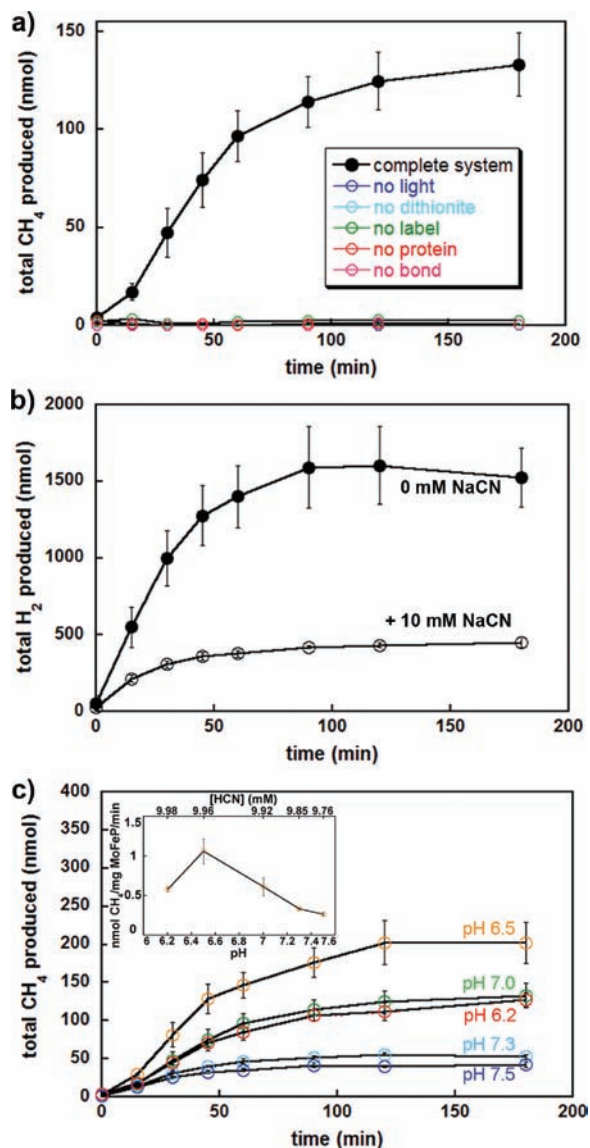 a)
150
100
50
0
total CH4 produced (nmol)
complete system
no light
no dithionite
no label
no protein
no bond
0 50 100 150 200
time (min)
b)
2000
1500
1000
500
0
total H2 produced (nmol)
0 mM NaCN
+ 10 mM NaCN
0 50 100 150 200
time (min)
c)
400
350
300
250
200
150
100
50
0
total CH4 produced (nmol)
[HCN] (mM)
9.98 9.96 9.92 9.85 9.76
1.5
1
0.5
0
nmol CH4/mg MoFeP/min
6 6.2 6.4 6.6 6.8 7 7.2 7.4 7.6
pH
pH 6.5
pH 7.0
pH 6.2
pH 7.3
pH 7.5
0 50 100 150 200
time (min)